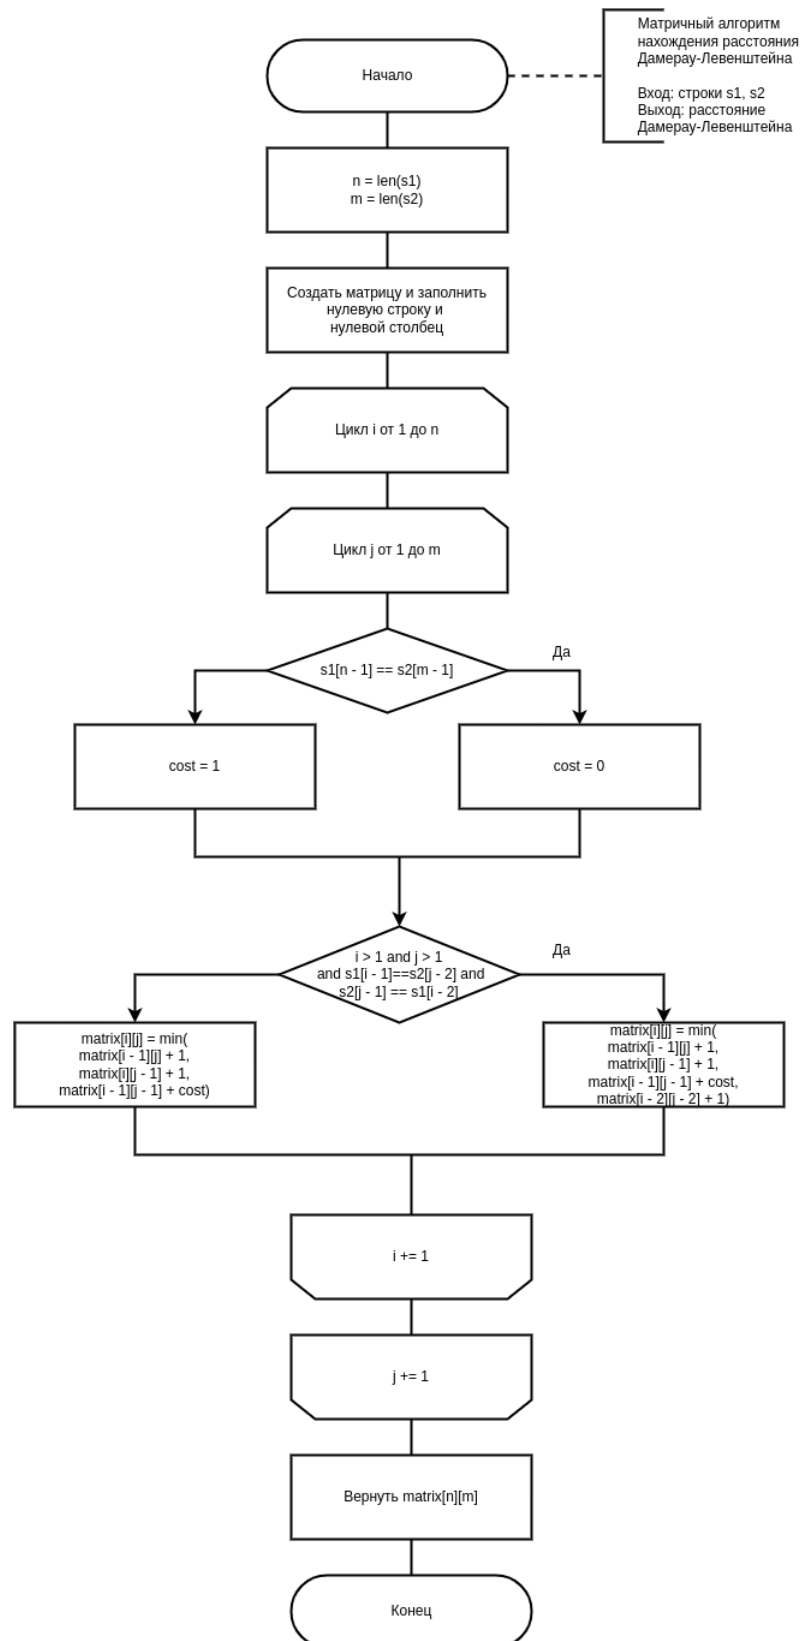 Матричный алгоритм
нахождения расстояния
Дамерау-Левенштейна
Вход: строки s1, s2
Выход: расстояние
Дамерау-Левенштейна
Начало
n = len(s1)
m = len(s2)
Создать матрицу и заполнить
нулевую строку и
нулевой столбец
Цикл i от 1 до n
Цикл j от 1 до m
s1[n - 1] == s2[m - 1]
Да
cost = 1
cost = 0
i > 1 and j > 1
and s1[i - 1]==s2[j - 2] and
s2[j - 1] == s1[i - 2]
Да
matrix[i][j] = min(
matrix[i - 1][j] + 1,
matrix[i][j - 1] + 1,
matrix[i - 1][j - 1] + cost)
matrix[i][j] = min(
matrix[i - 1][j] + 1,
matrix[i][j - 1] + 1,
matrix[i - 1][j - 1] + cost,
matrix[i - 2][j - 2] + 1)
i += 1
j += 1
Вернуть matrix[n][m]
Конец